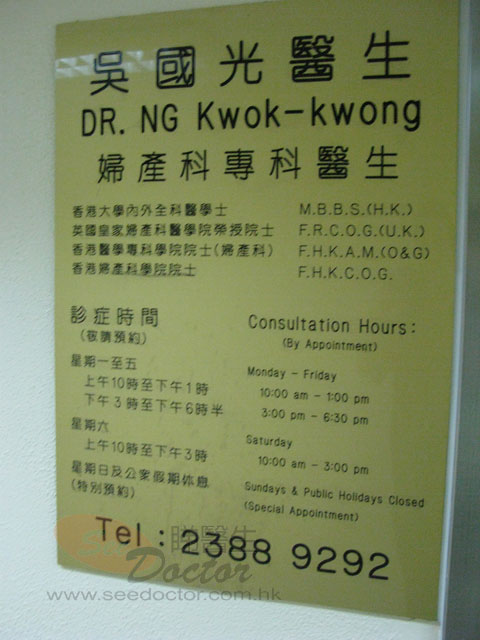 吳國光醫生
DR. NG Kwok-kwong
婦產科專科醫生
香港大學內外全科醫學士 M.B.B.S.(H.K.)
英國皇家婦產科醫學院榮授院士 F.R.C.O.G.(U.K.)
香港醫學專科學院院士(婦產科) F.H.K.A.M.(O&G)
香港婦產科學院院士 F.H.K.C.O.G.
診症時間
(敬請預約)
星期一至五
上午10時至下午1時
下午3時至下午6時半
星期六
上午10時至下午3時
星期日及公眾假期休息
(特別預約)
Consultation Hours:
(By Appointment)
Monday - Friday
10:00 am - 1:00 pm
3:00 pm - 6:30 pm
Saturday
10:00 am - 3:00 pm
Sundays & Public Holidays Closed
(Special Appointment)
Tel : 2388 9292
See 睇醫生
Doctor
www.seedoctor.com.hk